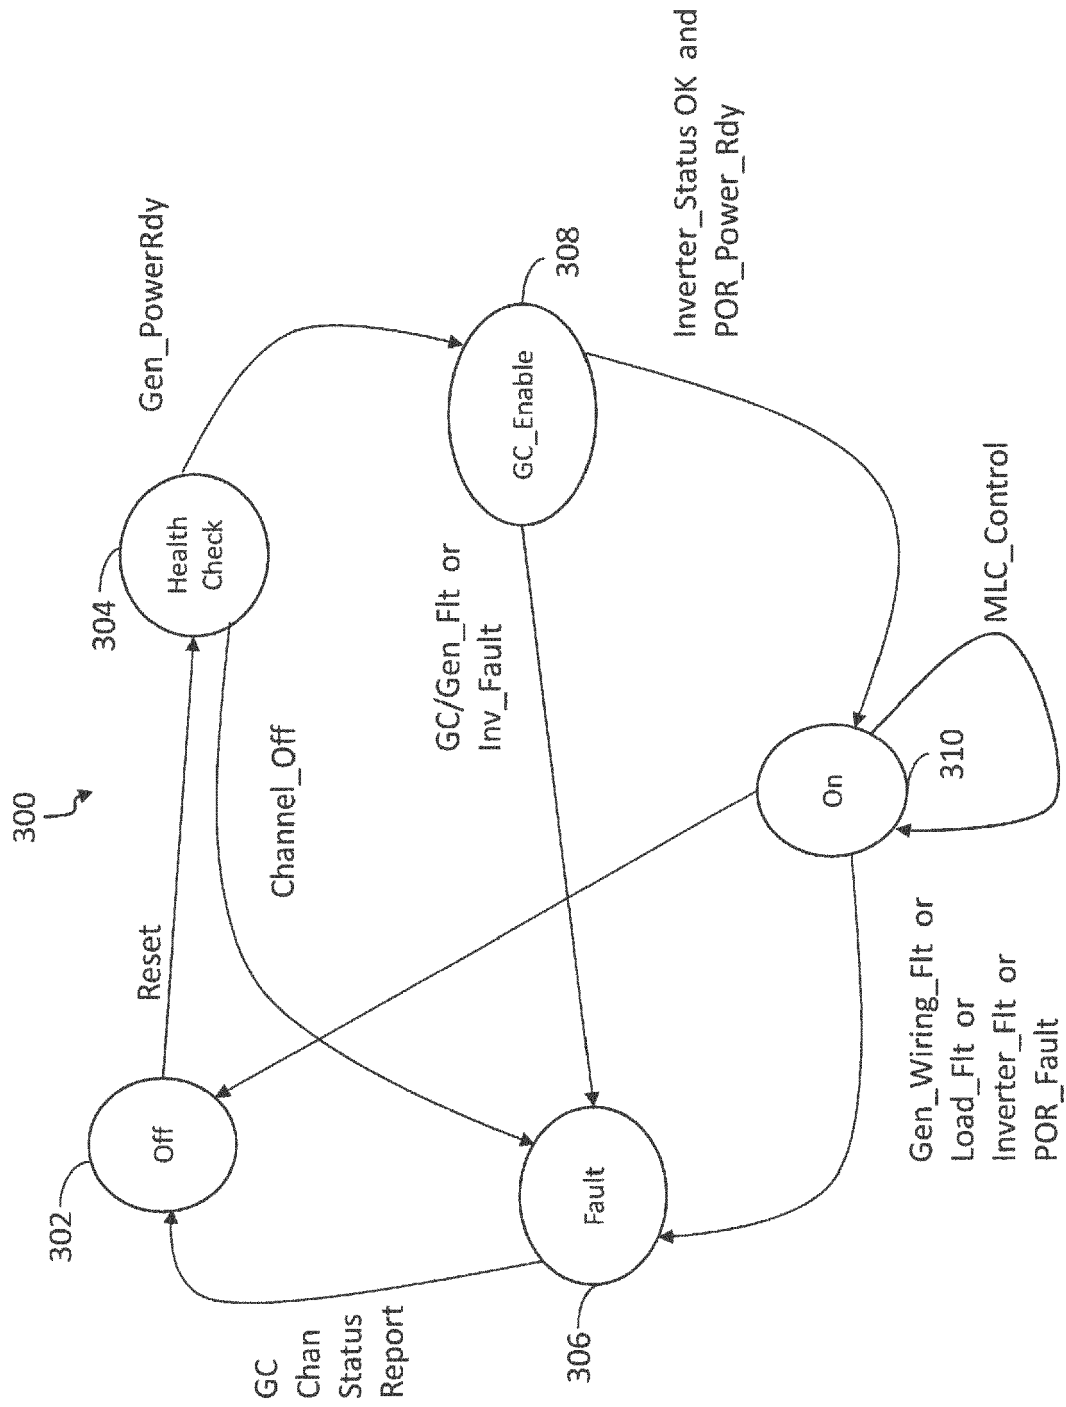 300
302
Off
Reset
304
Health
Check
Gen_PowerRdy
Channel_Off
GC
Chan
Status
Report
306
Fault
GC/Gen_Flt or
Inv_Fault
GC_Enable
308
Inverter_Status OK and
POR_Power_Rdy
On
310
MLC_Control
Gen_Wiring_Flt or
Load_Flt or
Inverter_Flt or
POR_Fault